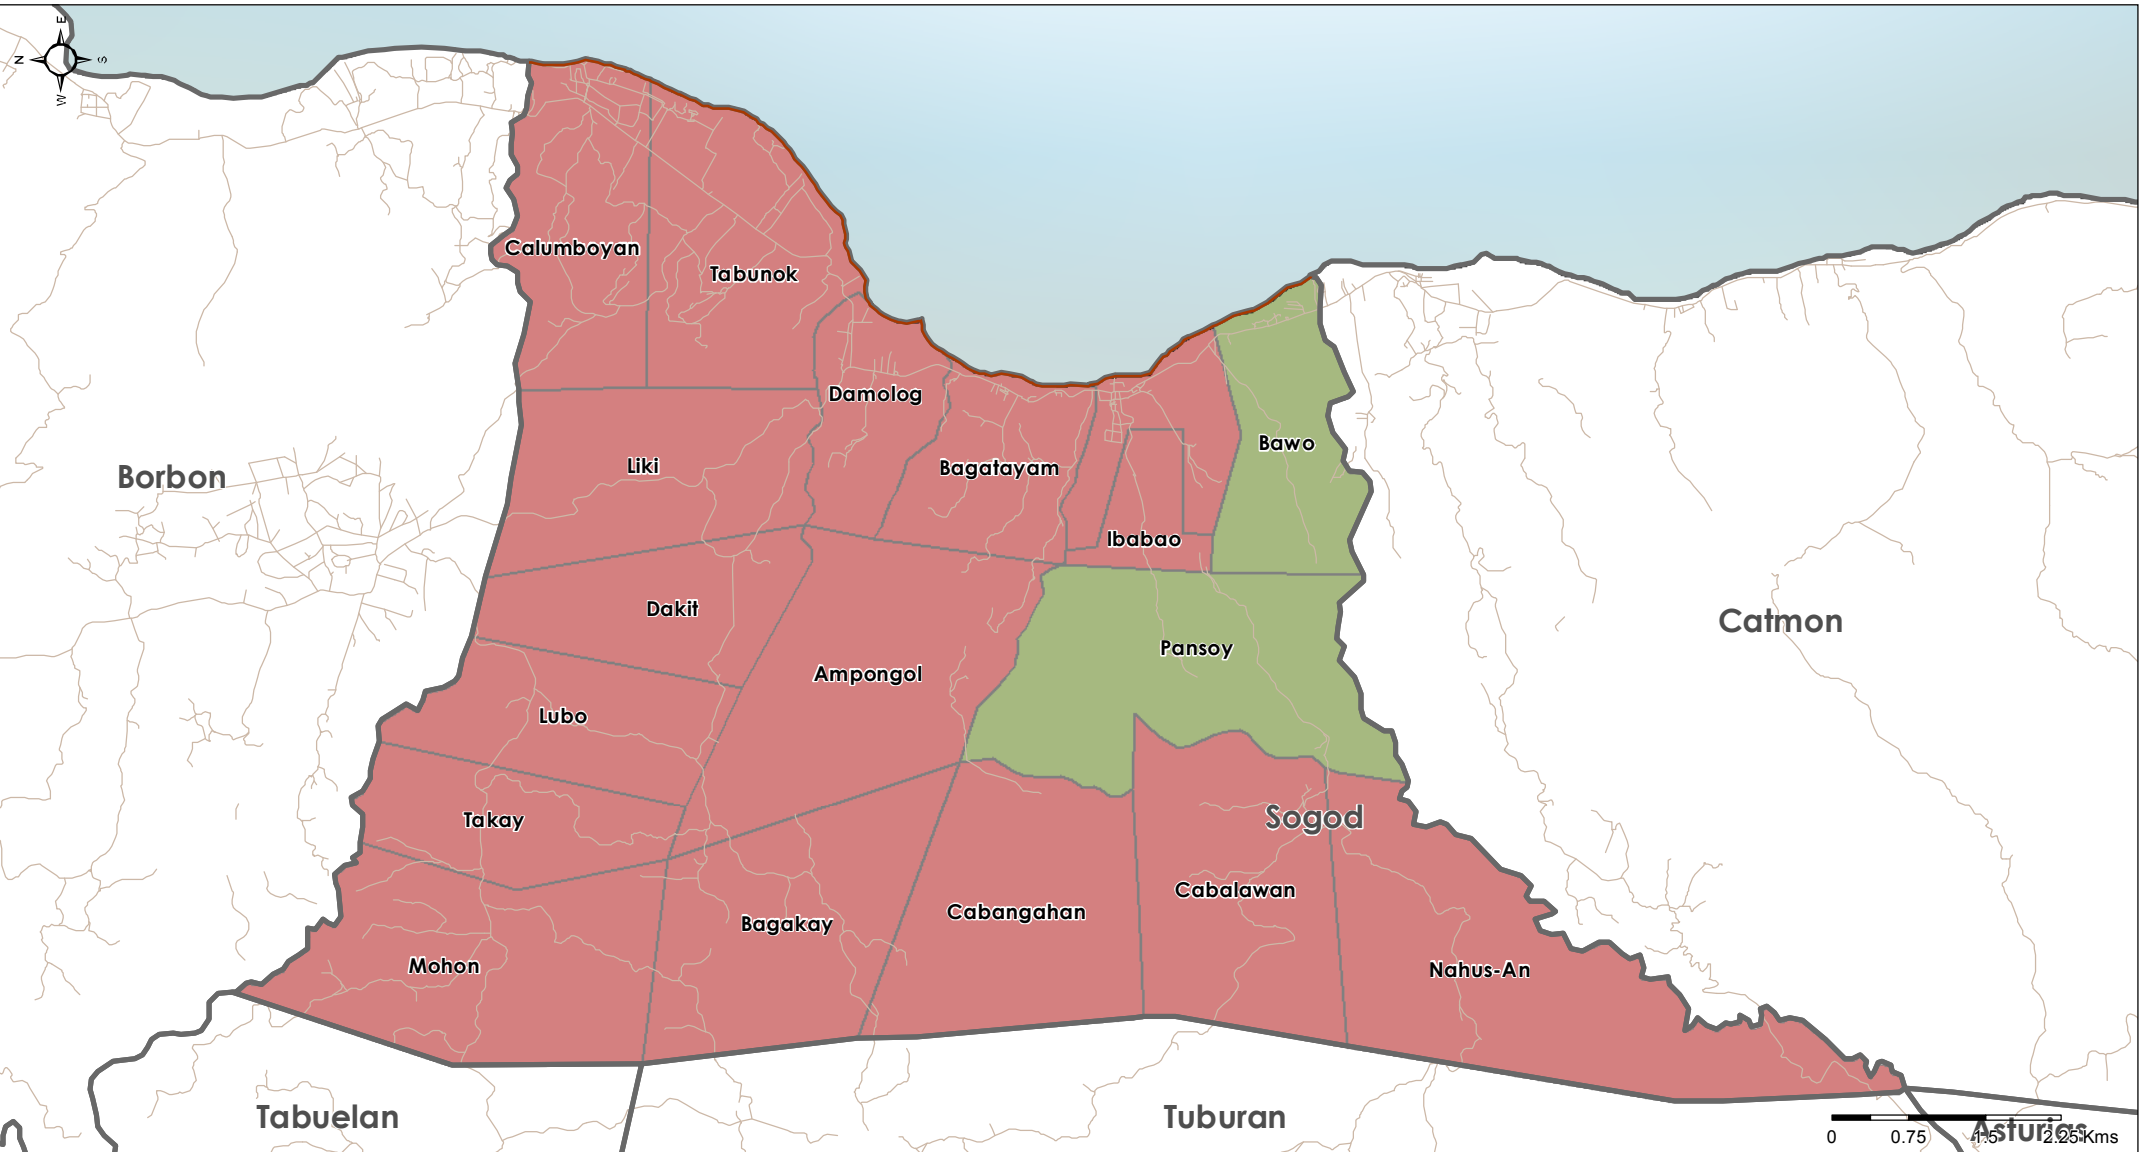 E
N
S
W
Calumboyan
Tabunok
Damolog
Bawo
Liki
Bagatayam
Borbon
Ibabao
Dakit
Catmon
Pansoy
Ampongol
Lubo
Takay
Sogod
Cabalawan
Cabangahan
Bagakay
Mohon
Nahus-An
Tabuelan
Tuburan
Asturias
0 0.75 1.5 2.25 Kms